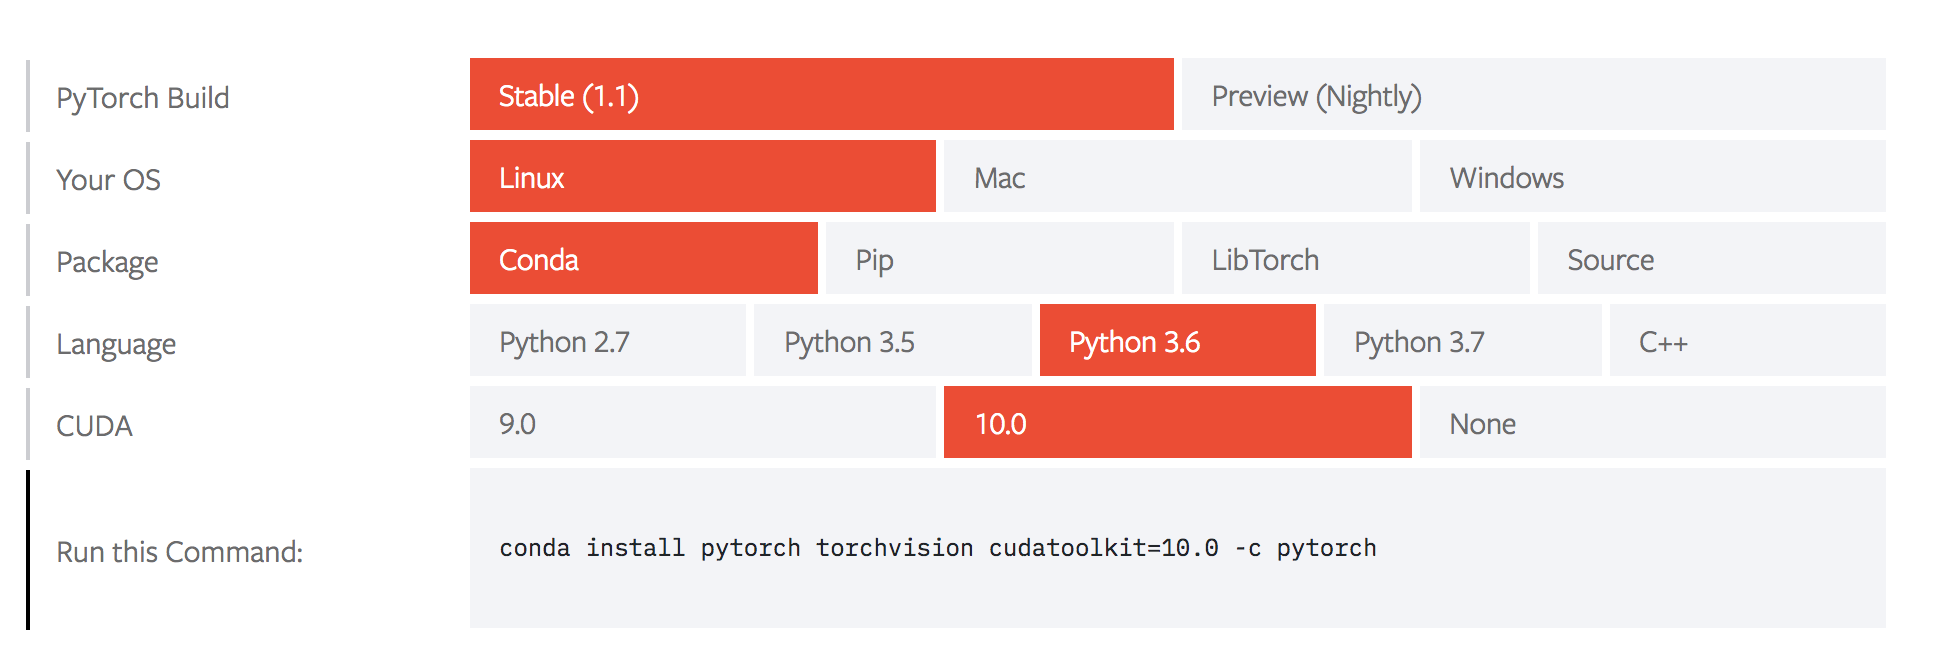 PyTorch Build Stable (1.1) Preview (Nightly)
Your OS Linux Mac Windows
Package Conda Pip LibTorch Source
Language Python 2.7 Python 3.5 Python 3.6 Python 3.7 C++
CUDA 9.0 10.0 None
Run this Command: conda install pytorch torchvision cudatoolkit=10.0 -c pytorch